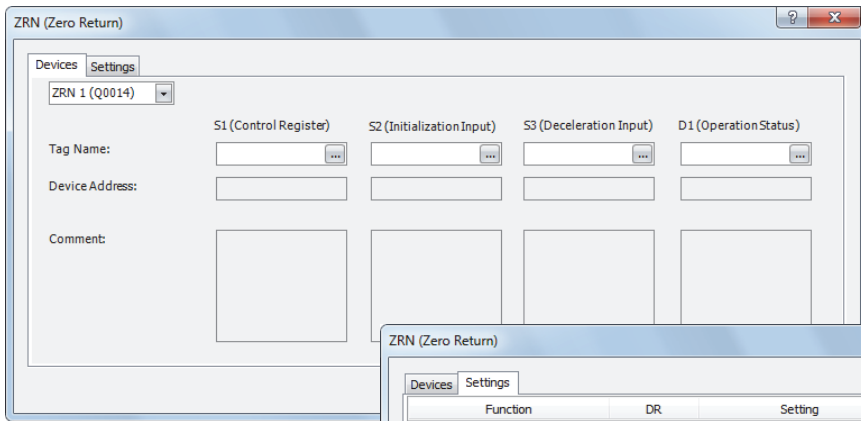 ZRN (Zero Return)
? X
Devices Settings
ZRN 1 (Q0014)
S1 (Control Register) S2 (Initialization Input) S3 (Deceleration Input) D1 (Operation Status)
Tag Name: ... ... ... ...
Device Address:
Comment:
ZRN (Zero Return)
Devices Settings
Function DR Setting